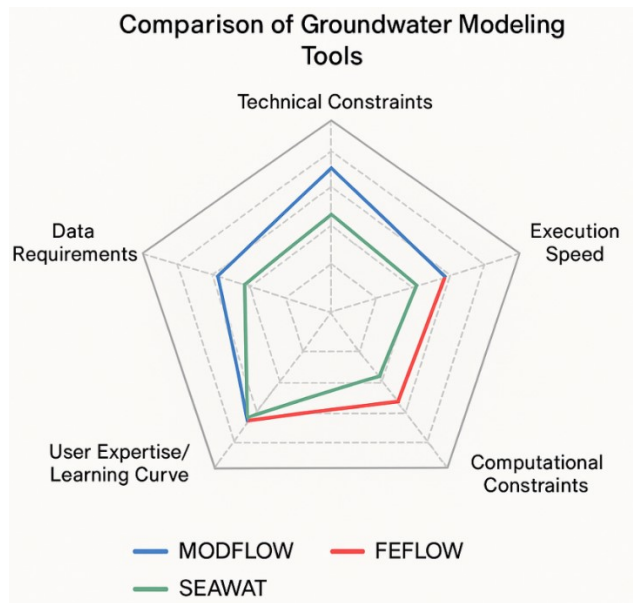 Comparison of Groundwater Modeling
Tools
Technical Constraints
Data
Requirements
Execution
Speed
User Expertise/
Learning Curve
Computational
Constraints
MODFLOW
FEFLOW
SEAWAT